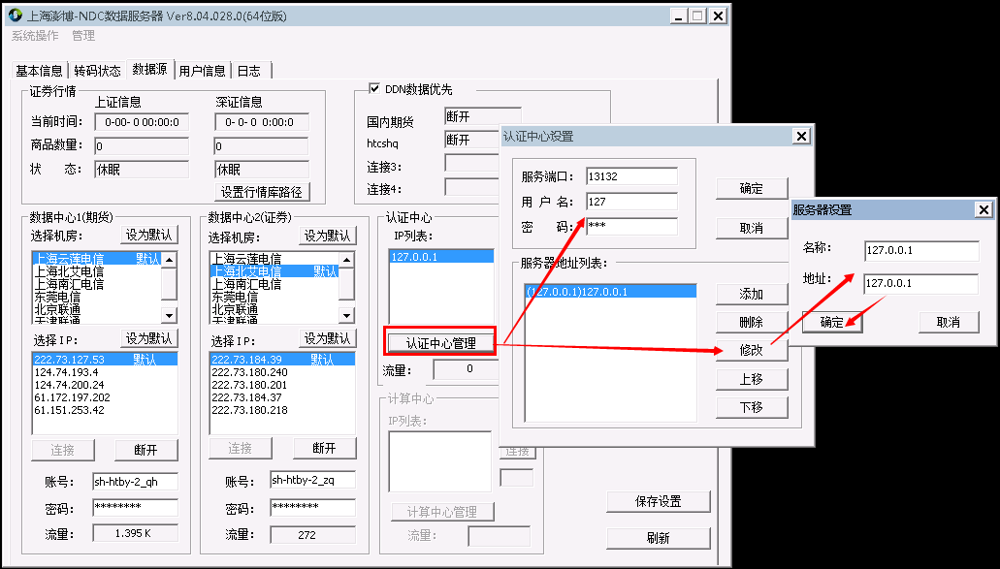 上海澎博-NDC数据服务器 Ver8.04.028.0(64位版)
系统操作 管理
基本信息 转码状态 数据源 用户信息 日志
证券行情
上证信息 深证信息
当前时间: 0-00- 0 00:00:0 0- 0- 0 0:00:0
商品数量: 0 0
状 态: 休眠 休眠
设置行情库路径
DDN数据优先
国内期货 断开
htcshq 断开
连接3:
连接4:
数据中心1(期货)
选择机房: 设为默认
上海云莲电信 默认
上海北艾电信
上海南汇电信
东莞电信
北京联通
天津联通
选择IP: 设为默认
222.73.127.53 默认
124.74.193.4
124.74.200.24
61.172.197.202
61.151.253.42
连接 断开
账号: sh-htby-2_qh
密码: ********
流量: 1.395 K
数据中心2(证券)
选择机房: 设为默认
上海云莲电信
上海北艾电信 默认
上海南汇电信
东莞电信
北京联通
天津联通
选择IP: 设为默认
222.73.184.39 默认
222.73.180.240
222.73.180.201
222.73.184.37
222.73.180.218
连接 断开
账号: sh-htby-2_zq
密码: ********
流量: 272
认证中心
IP列表:
127.0.0.1
认证中心管理
流量: 0
计算中心
IP列表:
连接
计算中心管理
流量:
保存设置
刷新
认证中心设置
服务端口: 13132
用 户 名: 127
密 码: ***
确定
取消
服务器地址列表:
(127.0.0.1)127.0.0.1
添加
删除
修改
上移
下移
服务器设置
名称: 127.0.0.1
地址: 127.0.0.1
确定 取消